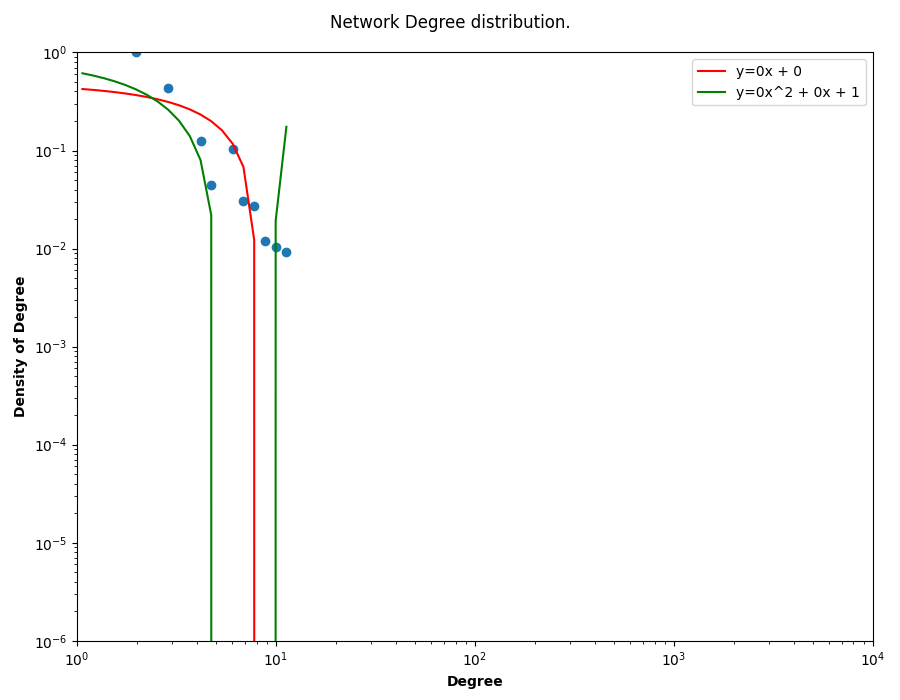 Network Degree distribution.
y=0x + 0
y=0x^2 + 0x + 1
Density of Degree
10^0
10^-1
10^-2
10^-3
10^-4
10^-5
10^-6
10^0 10^1 10^2 10^3 10^4
Degree